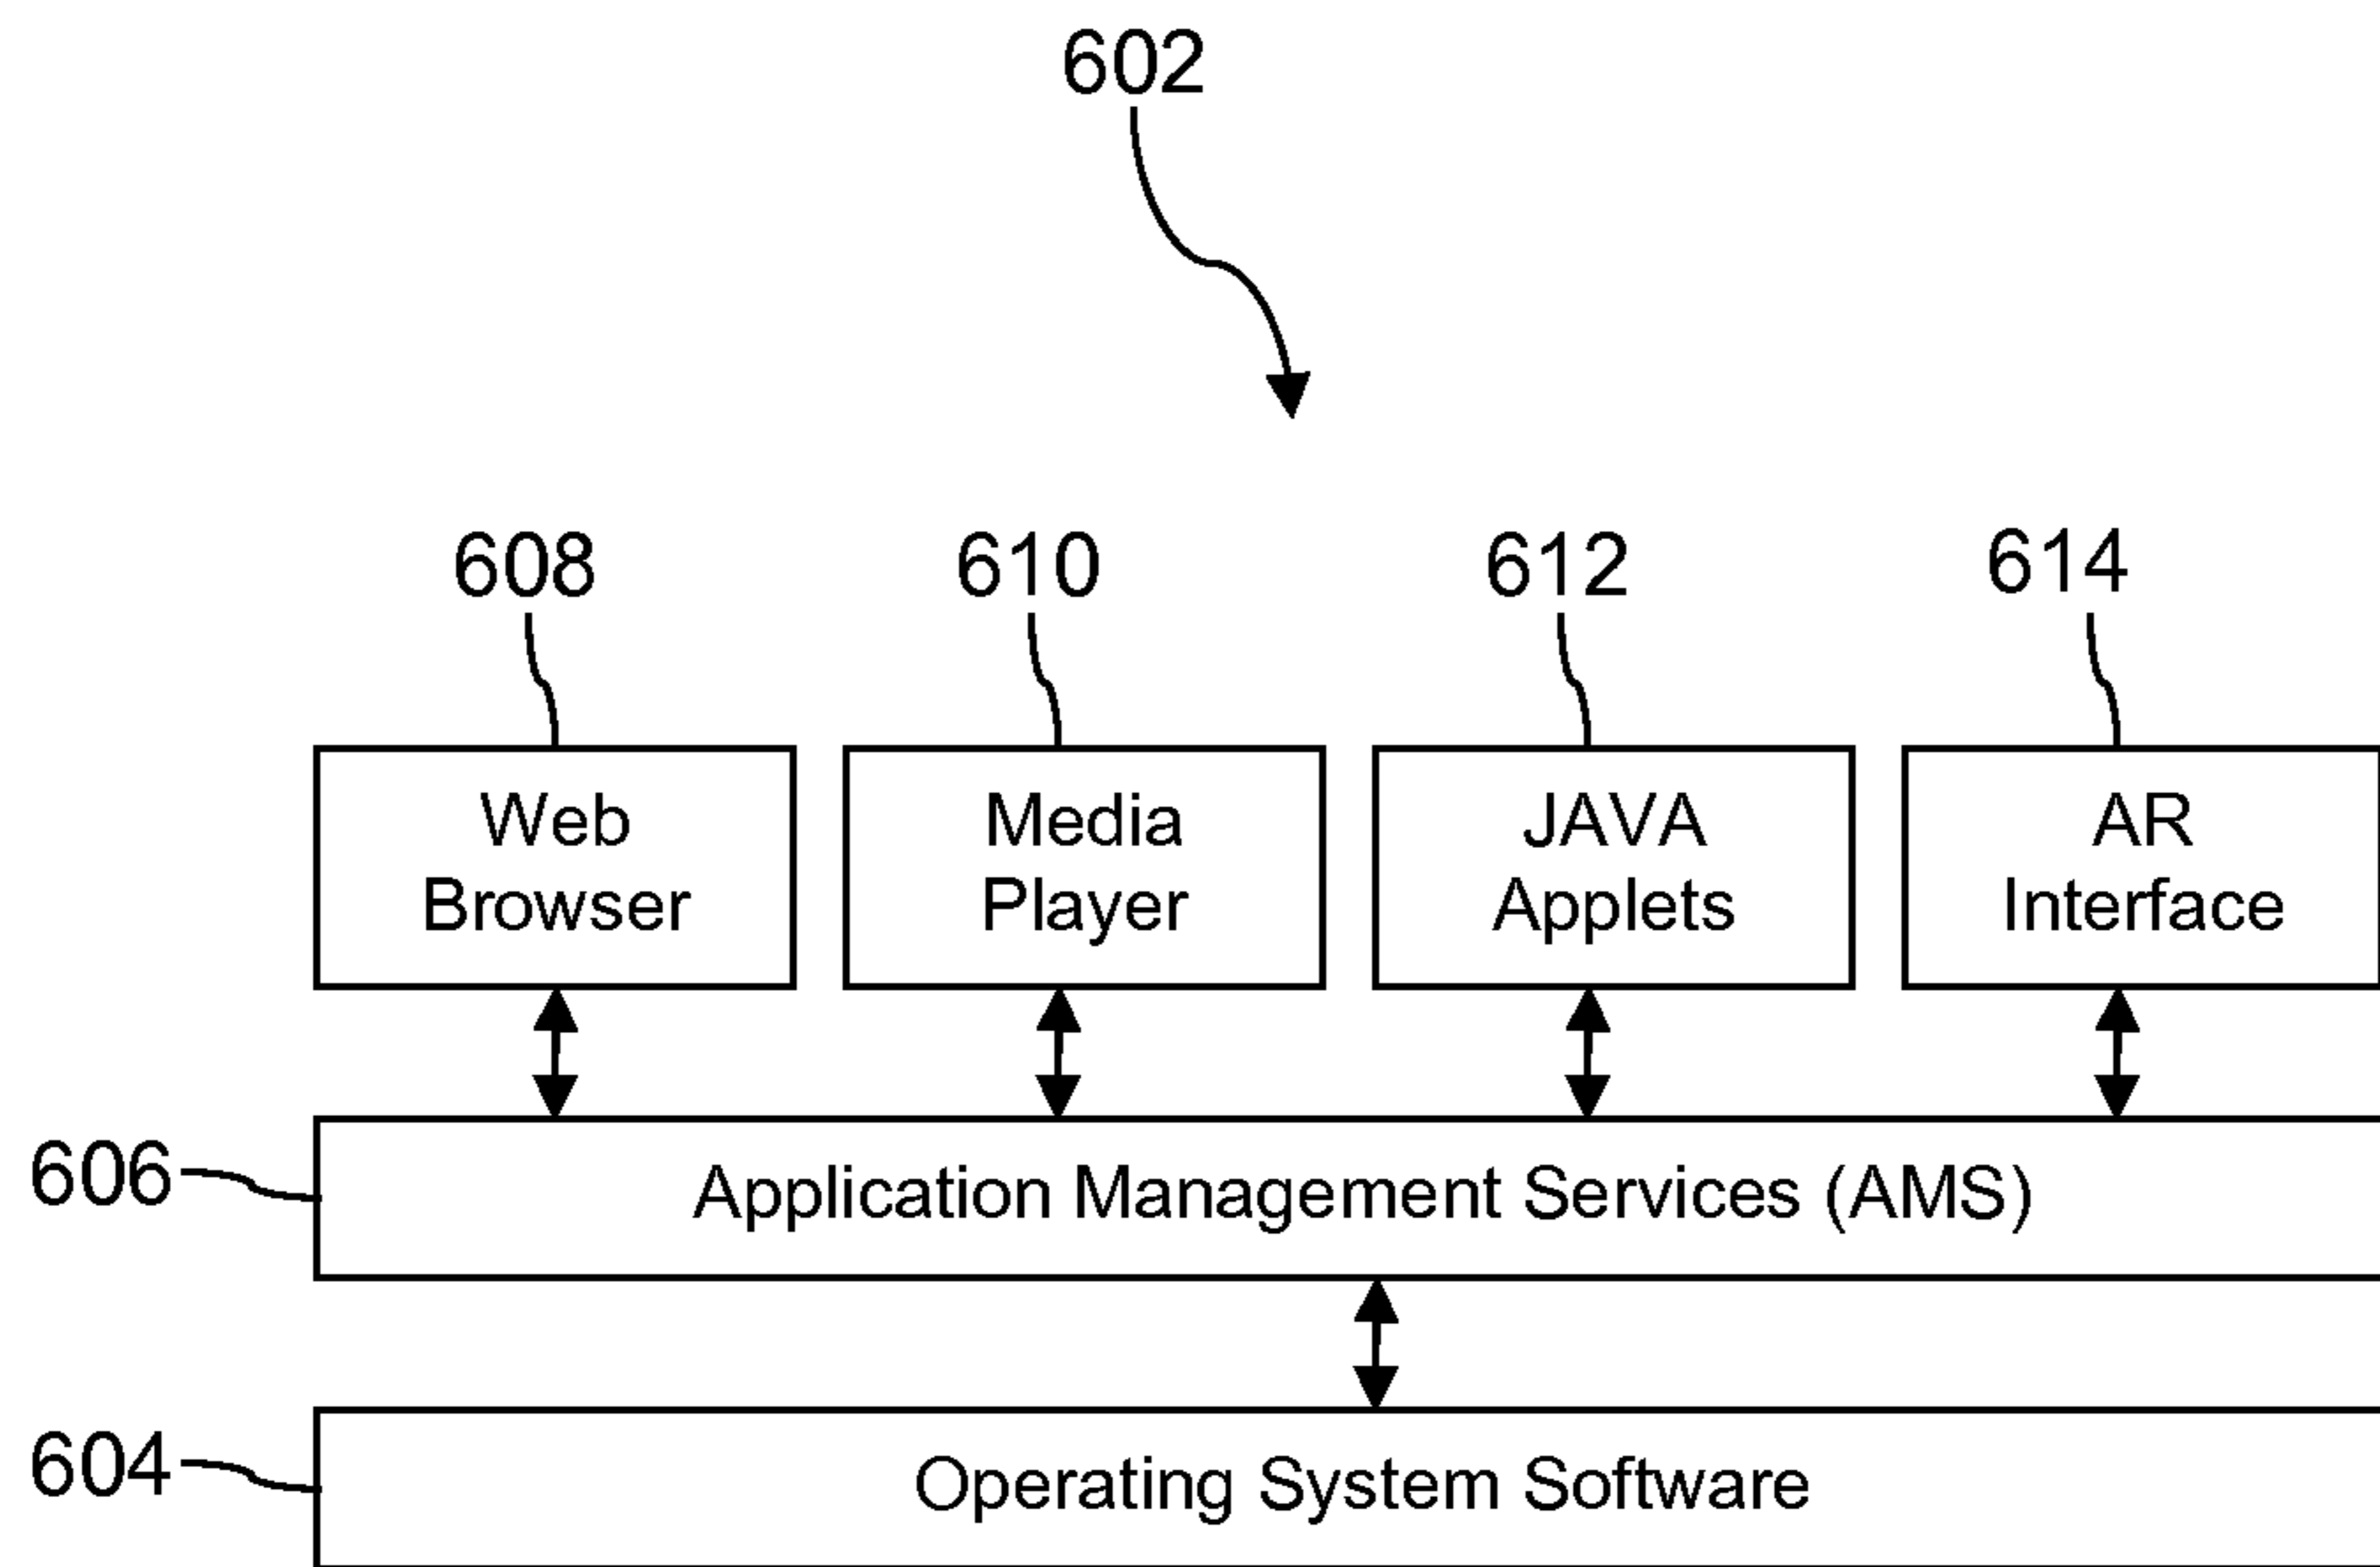 602
608
610
612
614
Web
Browser
Media
Player
JAVA
Applets
AR
Interface
606
Application Management Services (AMS)
604
Operating System Software